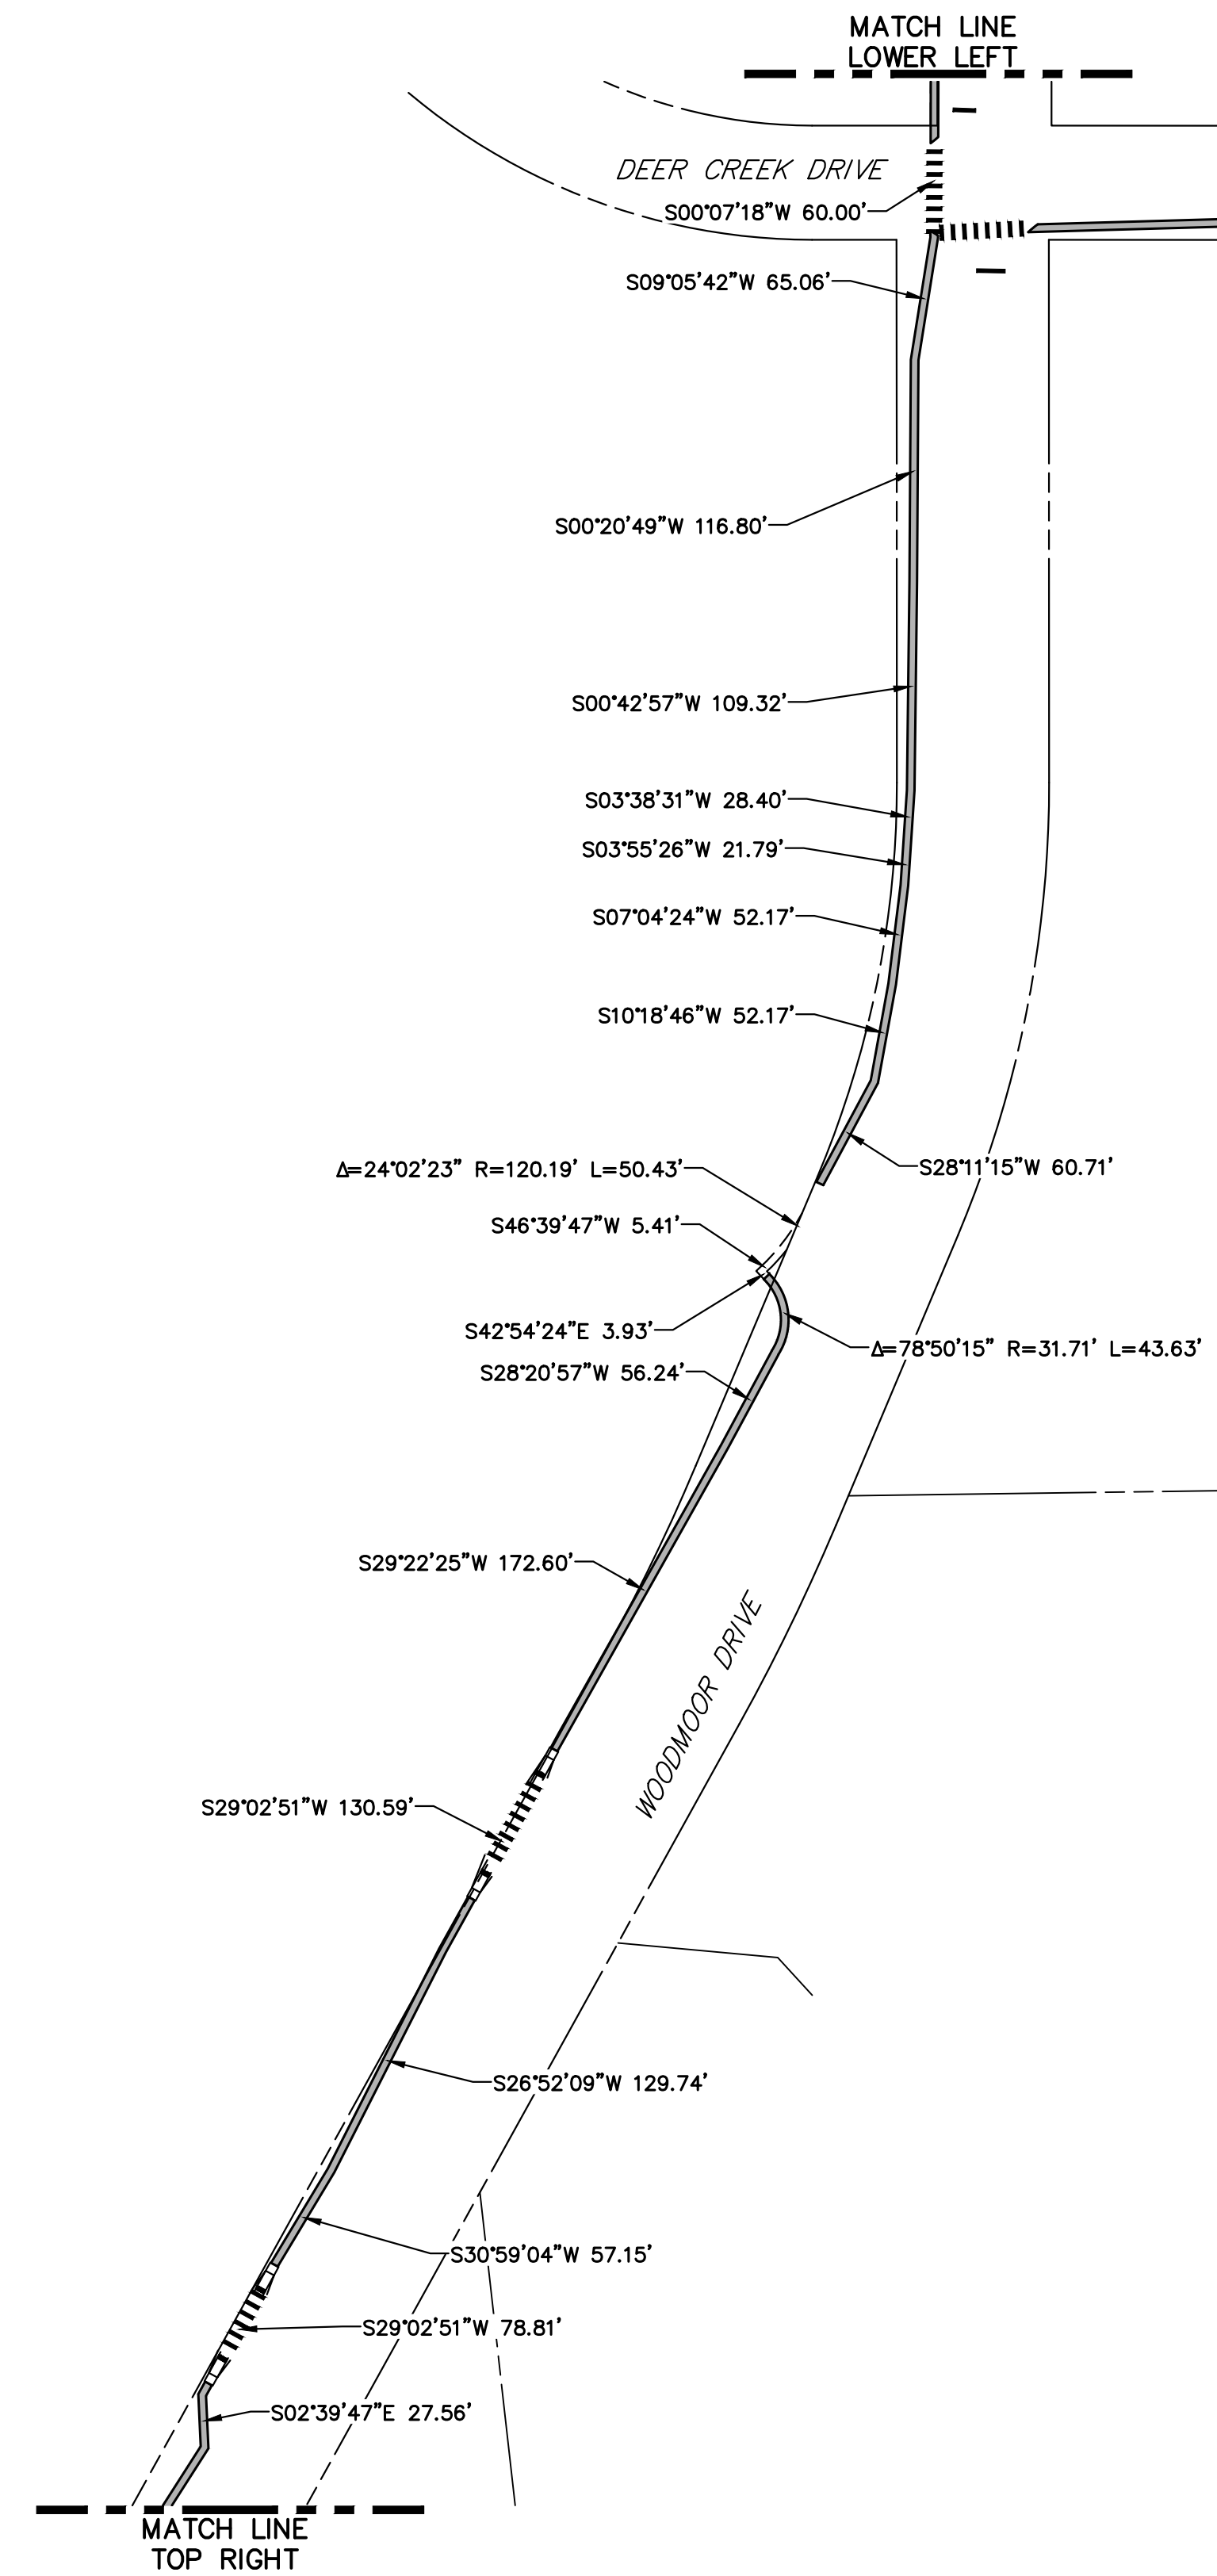 MATCH LINE
LOWER LEFT
DEER CREEK DRIVE
S00°07'18"W 60.00'
S09°05'42"W 65.06'
S00°20'49"W 116.80'
S00°42'57"W 109.32'
S03°38'31"W 28.40'
S03°55'26"W 21.79'
S07°04'24"W 52.17'
S10°18'46"W 52.17'
Δ=24°02'23" R=120.19' L=50.43'
S28°11'15"W 60.71'
S46°39'47"W 5.41'
S42°54'24"E 3.93'
Δ=78°50'15" R=31.71' L=43.63'
S28°20'57"W 56.24'
S29°22'25"W 172.60'
WOODMOOR DRIVE
S29°02'51"W 130.59'
S26°52'09"W 129.74'
S30°59'04"W 57.15'
S29°02'51"W 78.81'
S02°39'47"E 27.56'
MATCH LINE
TOP RIGHT